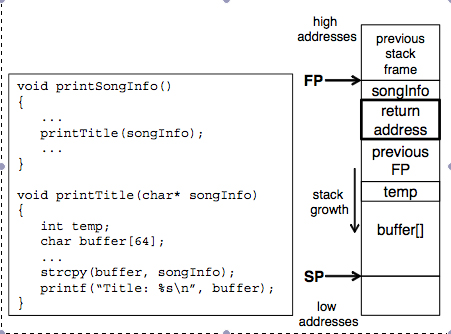 void printSongInfo()
{
...
printTitle(songInfo);
...
}
void printTitle(char* songInfo)
{
int temp;
char buffer[64];
...
strcpy(buffer, songInfo);
printf(“Title: %s\n”, buffer);
}
high
addresses
FP
stack
growth
SP
low
addresses
previous
stack
frame
songInfo
return
address
previous
FP
temp
buffer[]